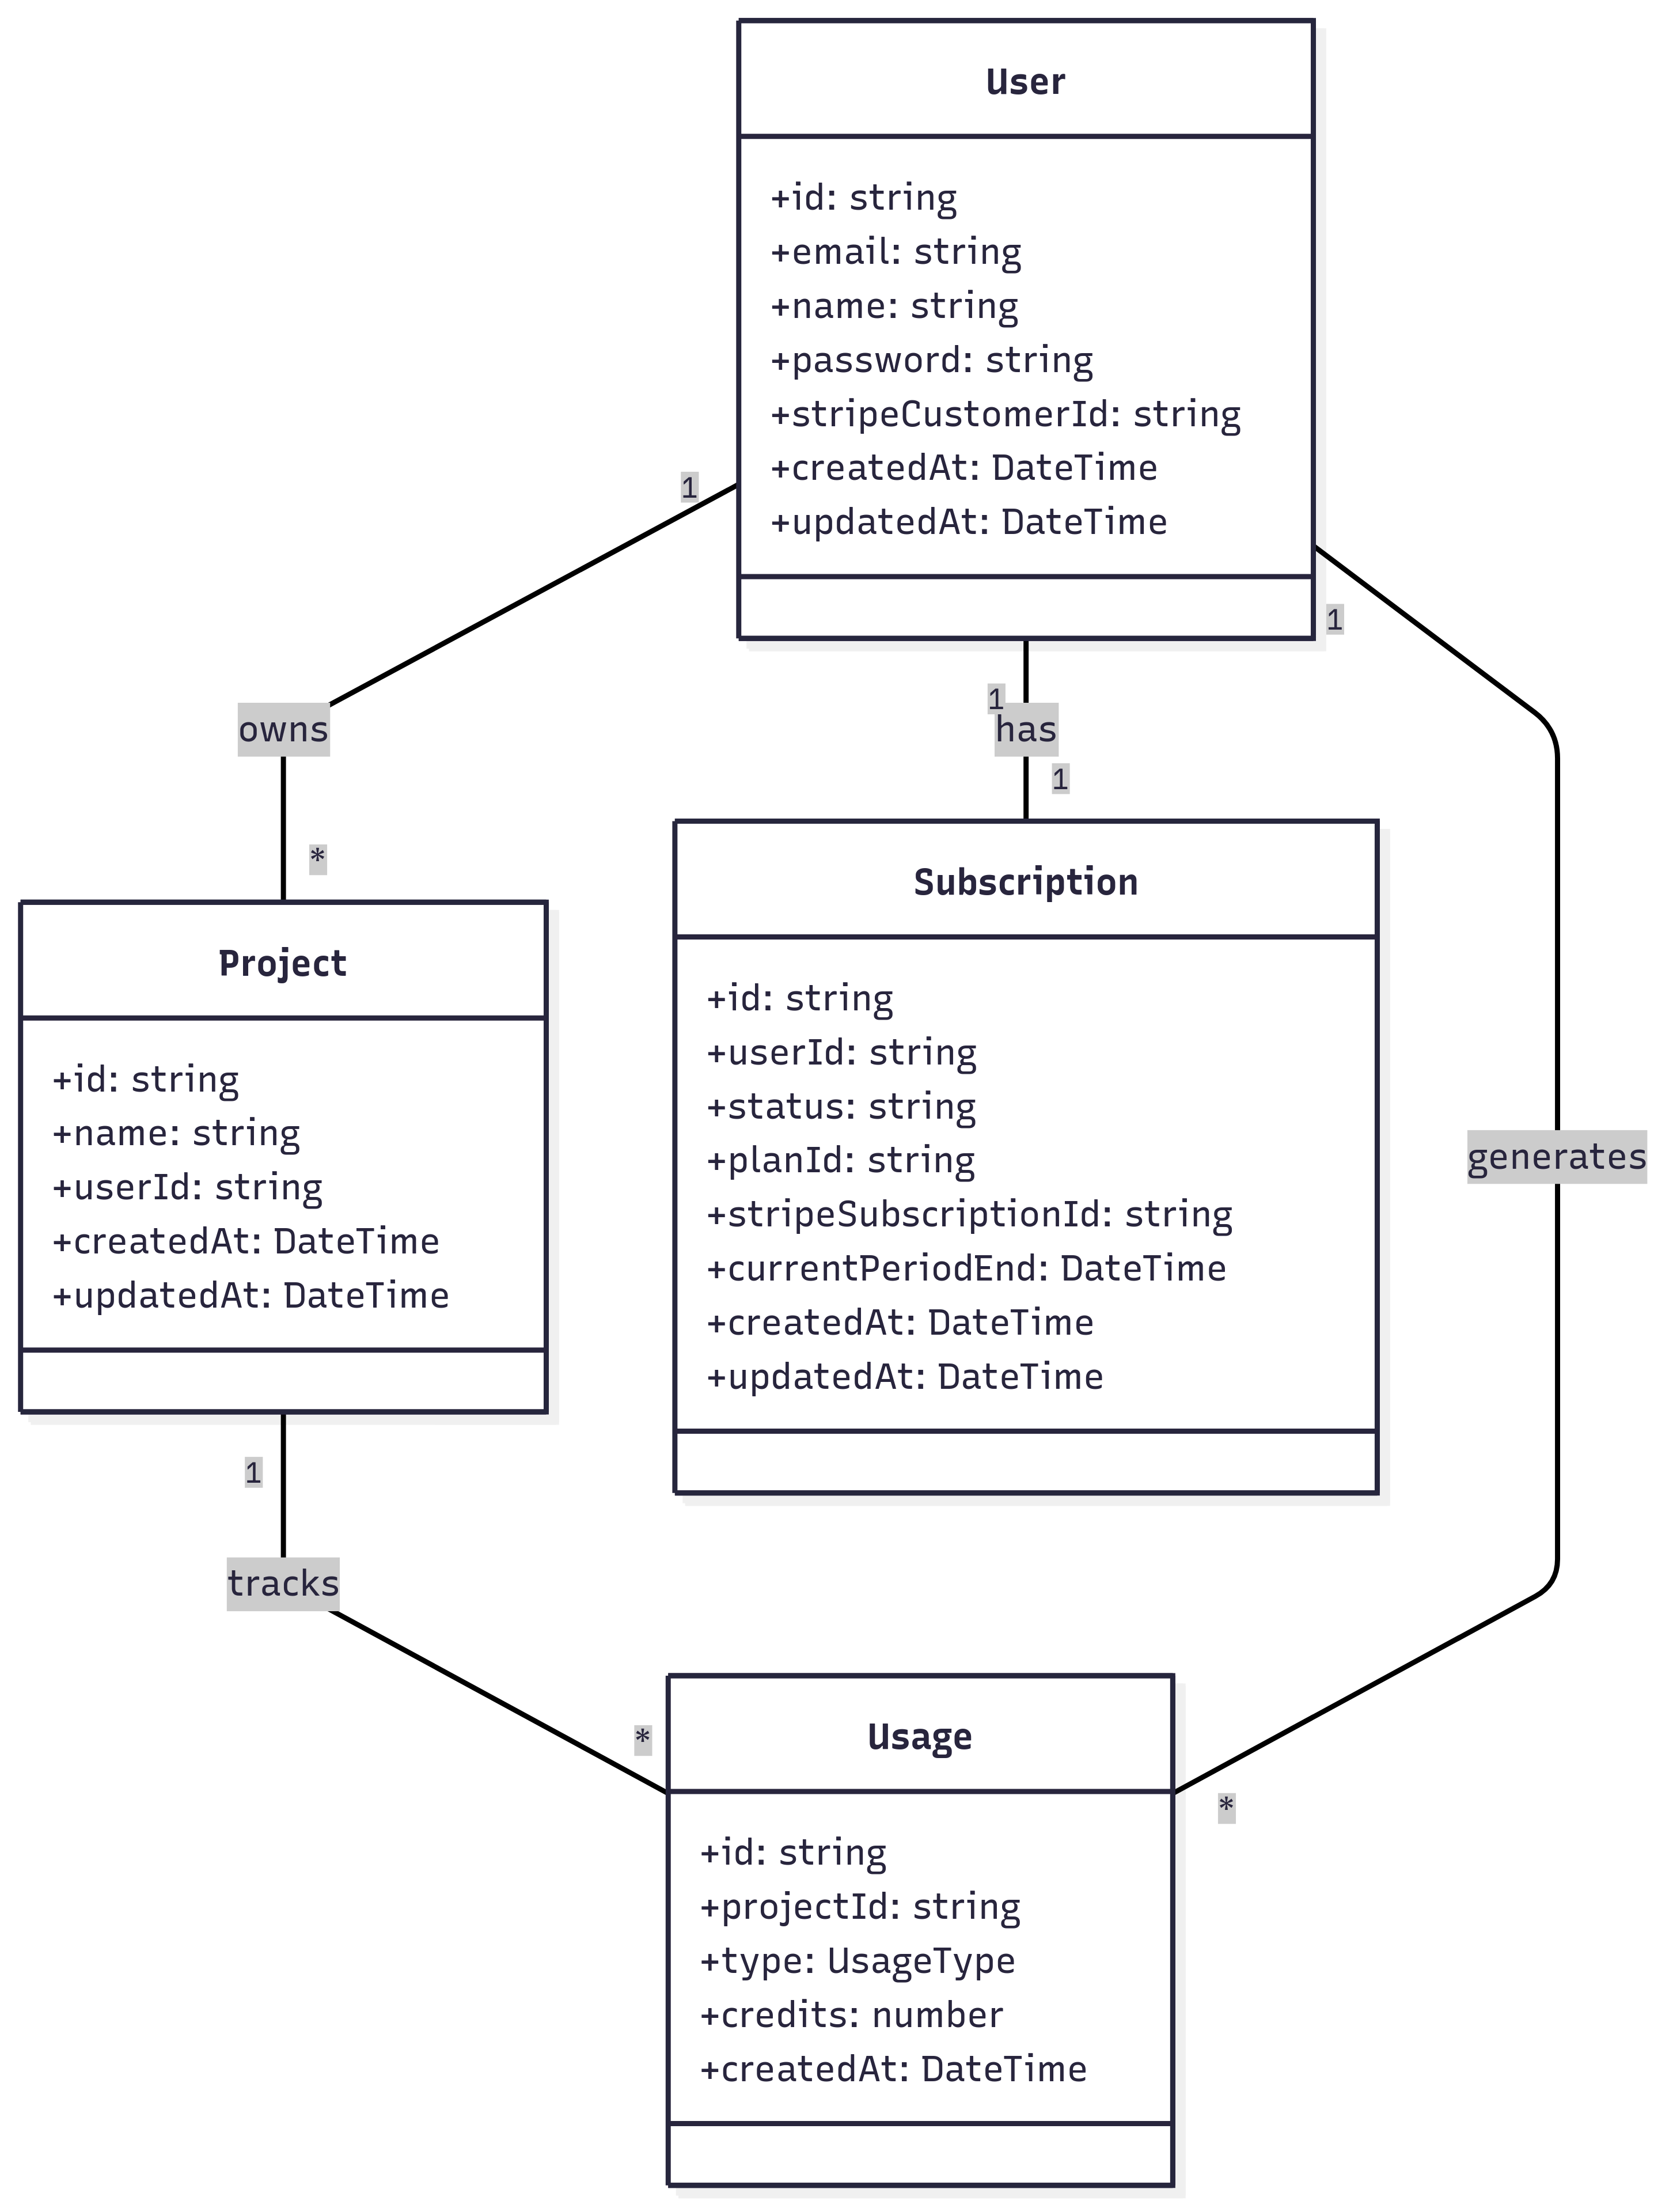 User
+id: string
+email: string
+name: string
+password: string
+stripeCustomerId: string
+createdAt: DateTime
+updatedAt: DateTime
1
1
1
owns
has
1
*
Subscription
+id: string
+userId: string
+status: string
+planId: string
+stripeSubscriptionId: string
+currentPeriodEnd: DateTime
+createdAt: DateTime
+updatedAt: DateTime
Project
+id: string
+name: string
+userId: string
+createdAt: DateTime
+updatedAt: DateTime
generates
1
tracks
*
*
Usage
+id: string
+projectId: string
+type: UsageType
+credits: number
+createdAt: DateTime